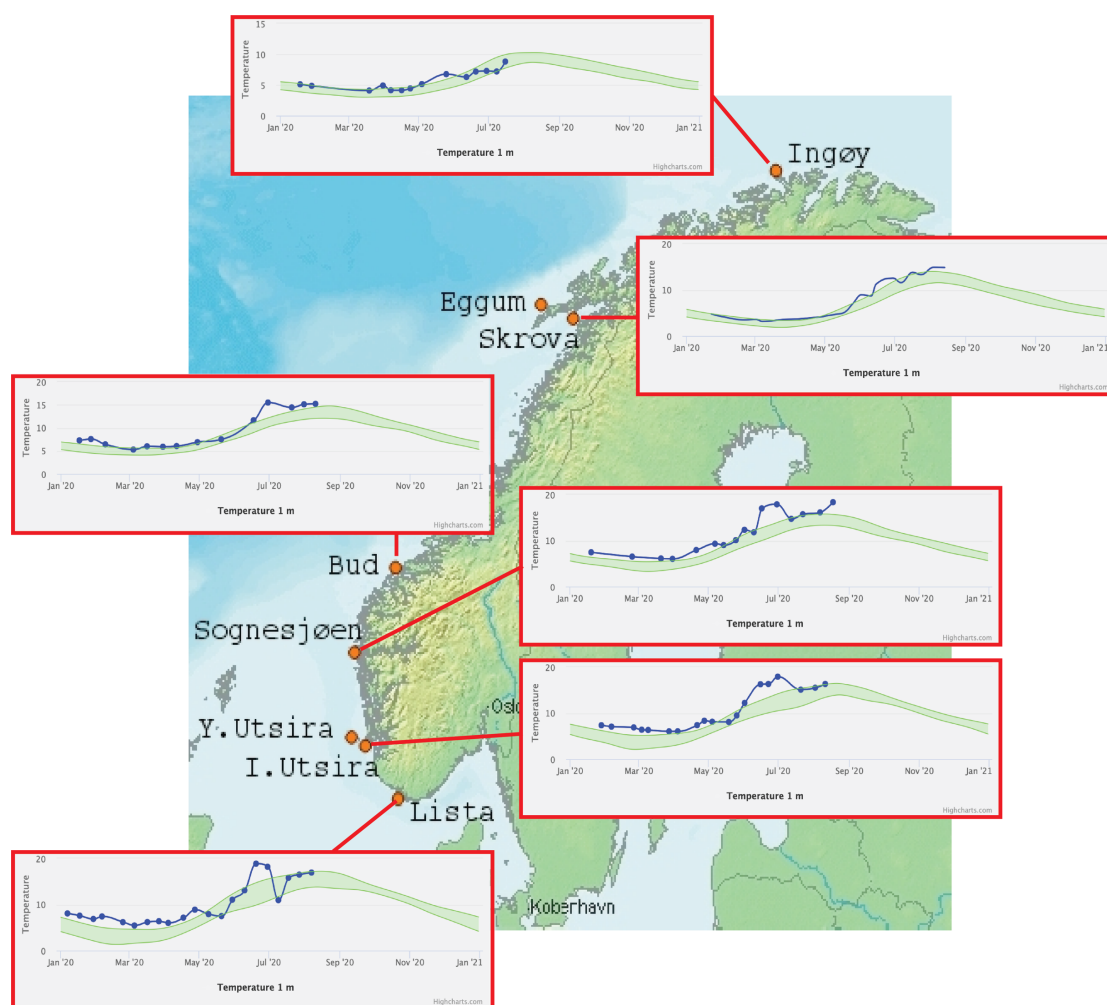 15
10
5
0
Temperature
Jan '20
Mar '20
May '20
Jul '20
Sep '20
Nov '20
Jan '21
Temperature 1 m
Highcharts.com
Ingøy
20
15
10
5
0
Temperature
Jan '20
Mar '20
May '20
Jul '20
Sep '20
Nov '20
Jan '21
Temperature 1 m
Highcharts.com
Eggum
Skrova
20
15
10
5
0
Temperature
Jan '20
Mar '20
May '20
Jul '20
Sep '20
Nov '20
Jan '21
Temperature 1 m
Highcharts.com
20
10
0
Temperature
Jan '20
Mar '20
May '20
Jul '20
Sep '20
Nov '20
Jan '21
Temperature 1 m
Highcharts.com
Bud
Sognesjøen
20
10
0
Temperature
Jan '20
Mar '20
May '20
Jul '20
Sep '20
Nov '20
Jan '21
Temperature 1 m
Highcharts.com
Y.Utsira
I.Utsira
Lista
20
10
0
Temperature
Jan '20
Mar '20
May '20
Jul '20
Sep '20
Nov '20
Jan '21
Temperature 1 m
Highcharts.com
København